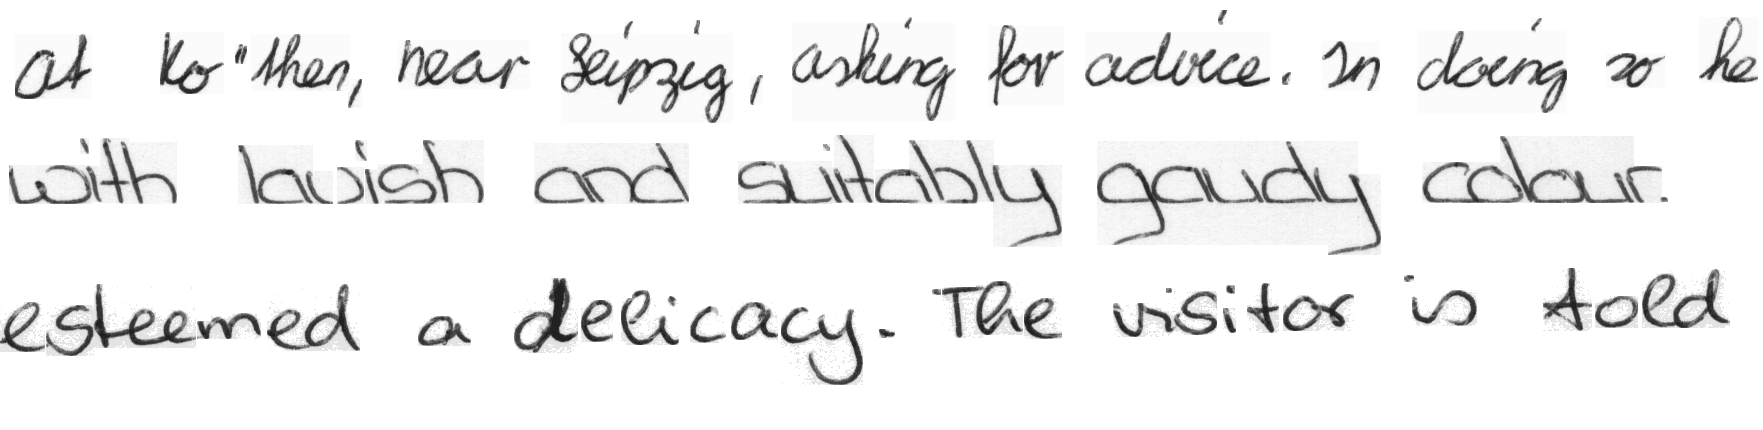 at Ko"then, near Leipzig, asking for advice. In doing so he
with lavish and suitably gaudy colour.
esteemed a delicacy. The visitor is told